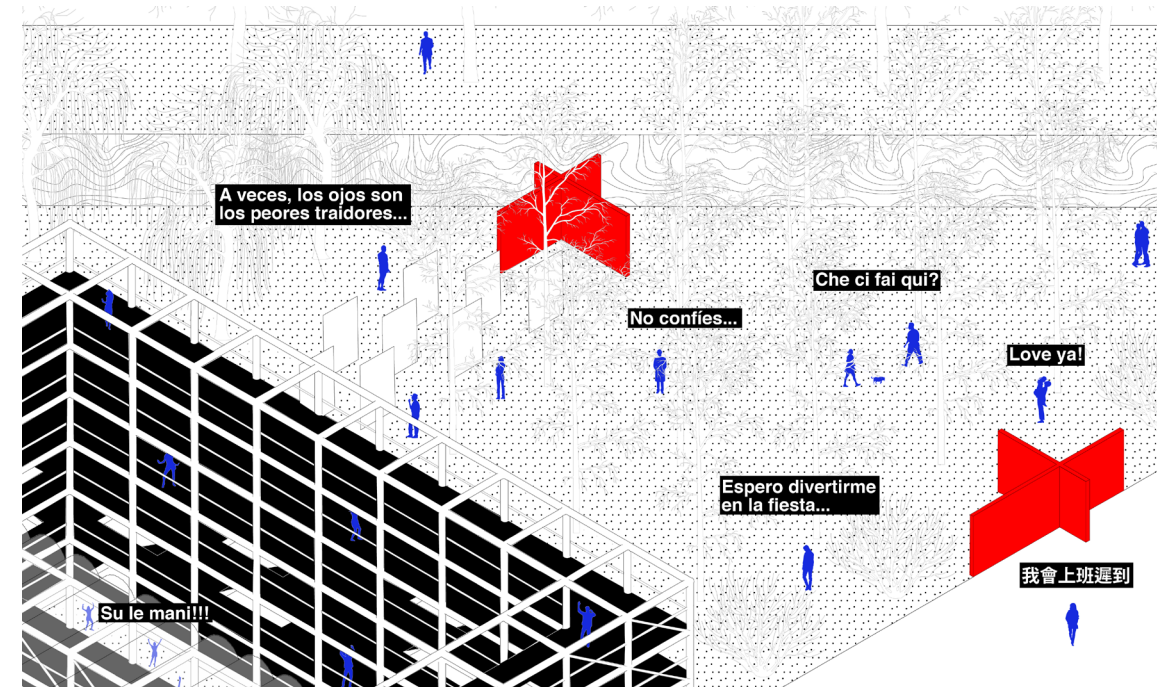 A veces, los ojos son
los peores traidores...
Che ci fai qui?
No confíes...
Love ya!
Espero divertirme
en la fiesta...
我會上班遲到
Su le mani!!!